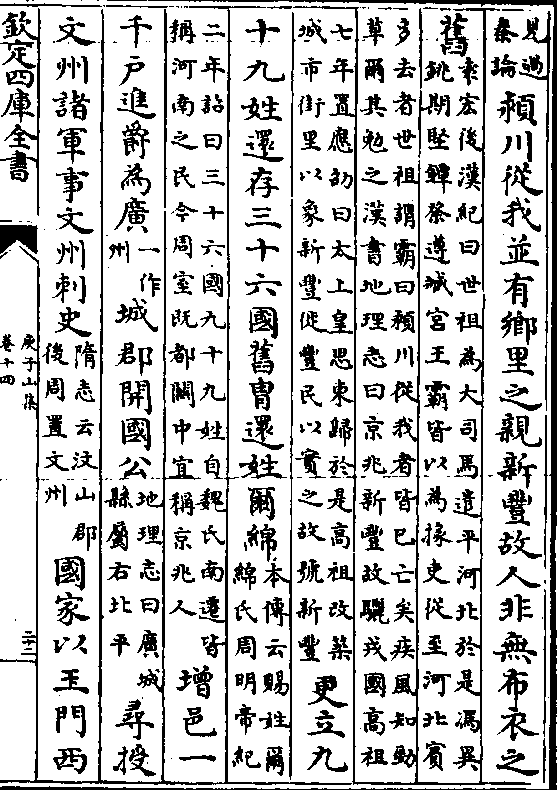 見過秦論潁川從我並有鄉里之親新豐故人非無布衣之
舊袁宏後漢紀曰世祖為大司馬遣平河北於是馮異
銚期堅鐔祭遵臧宮王霸皆以為掾史從至河北賓
多去者世祖謂霸曰潁川從我者皆已亡矣疾風知勁
草爾其勉之漢書地理志曰京兆新豐故驪戎國高祖
七年置應劭曰太上皇思東歸於是高祖改築
城市街里以象新豐徙豐民以實之故號新豐更立九
十九姓還存三十六國舊胄還姓爾綿本傳云賜姓爾綿氏周明帝紀
二年詔曰三十六國九十九姓自魏氏南遷皆
稱河南之民今周室既都關中宜稱京兆人增邑一
千户進爵為廣一作州城郡開國公地理志曰廣城縣屬右北平尋授
文州諸軍事文州刺史隋志云汶山郡後周置文州國家以玉門西
欽定四庫全書
庾子山集
卷十四
二十二